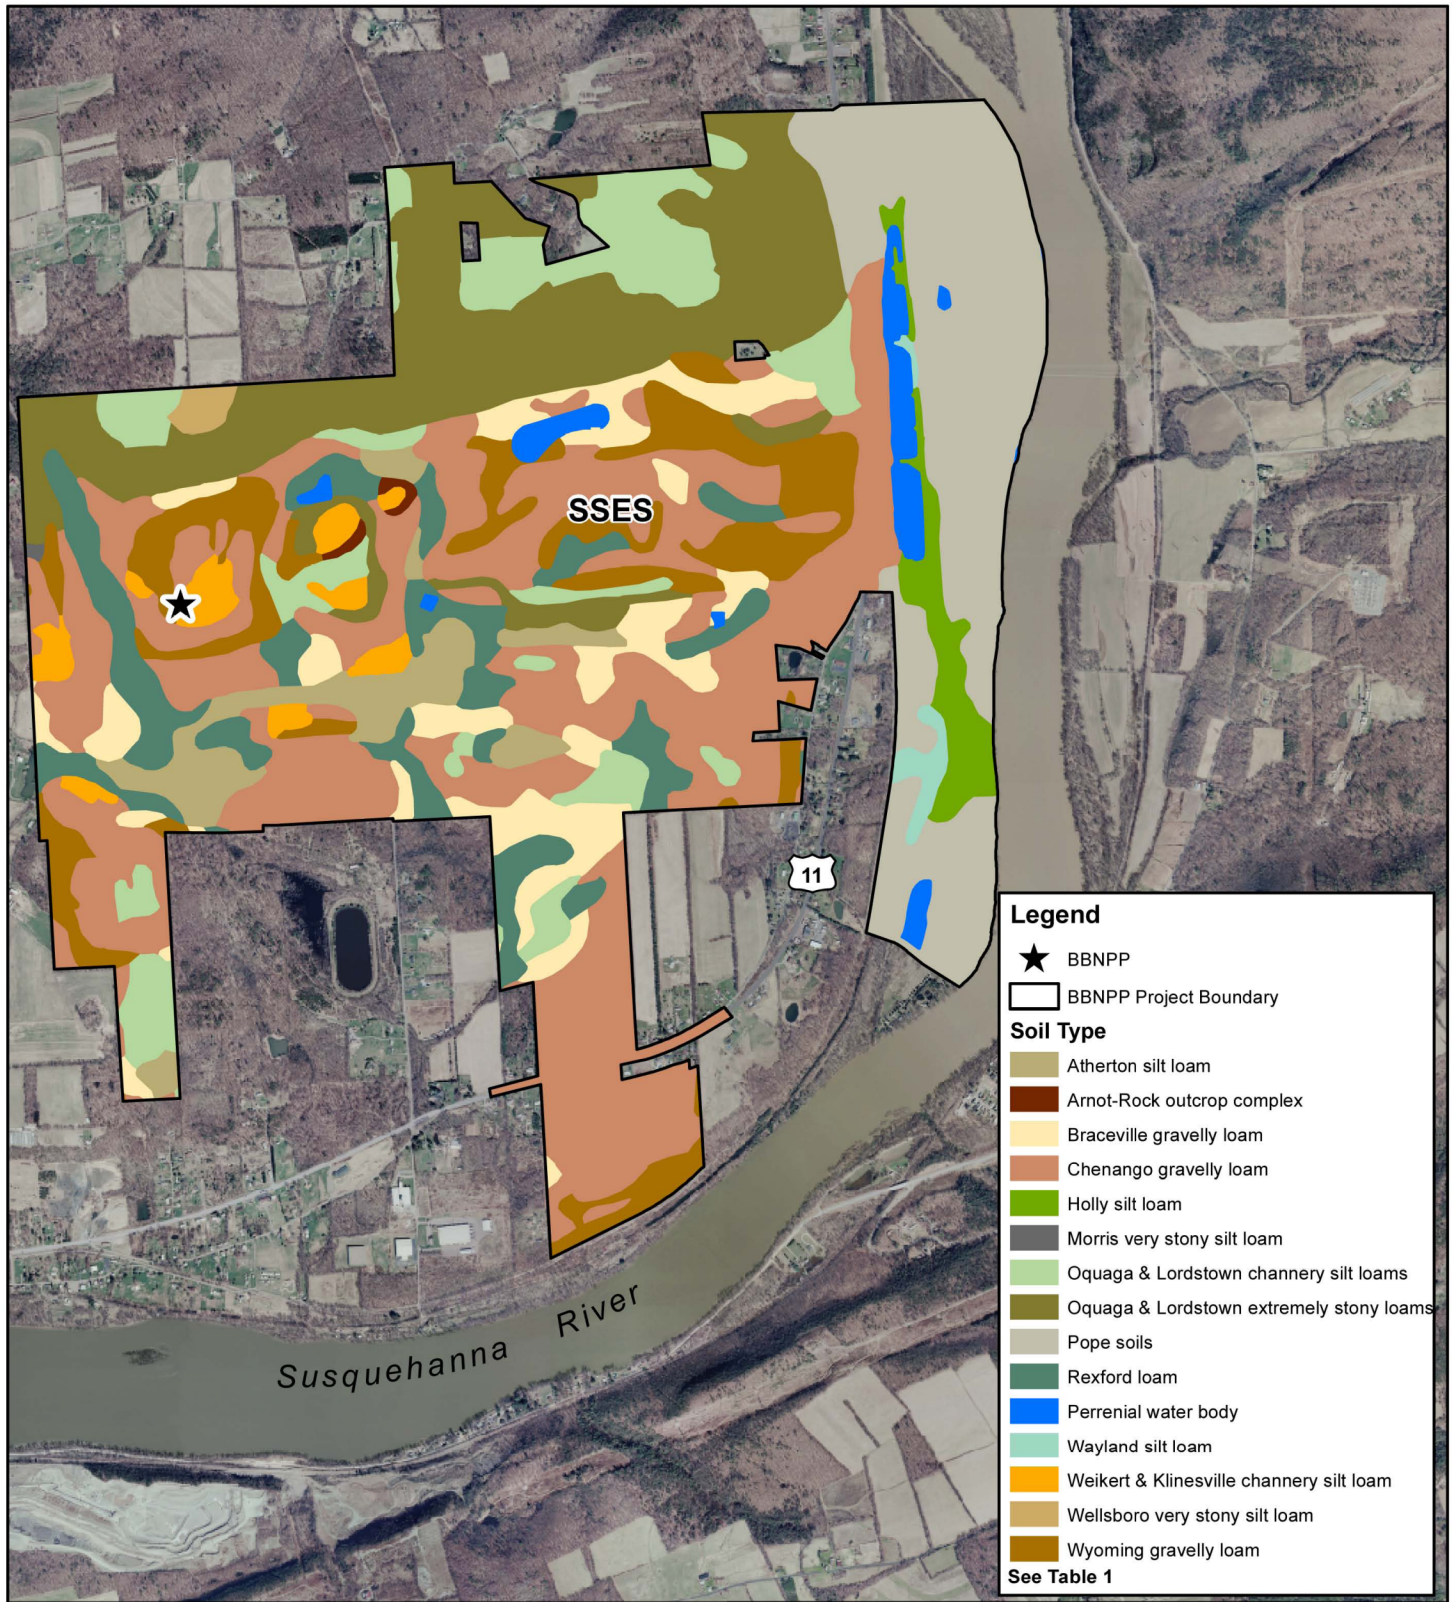 SSES
11
Susquehanna River
Legend
BBNPP
BBNPP Project Boundary
Soil Type
Atherton silt loam
Arnot-Rock outcrop complex
Braceville gravelly loam
Chenango gravelly loam
Holly silt loam
Morris very stony silt loam
Oquaga & Lordstown channery silt loams
Oquaga & Lordstown extremely stony loams
Pope soils
Rexford loam
Perrenial water body
Wayland silt loam
Weikert & Klinesville channery silt loam
Wellsboro very stony silt loam
Wyoming gravelly loam
See Table 1